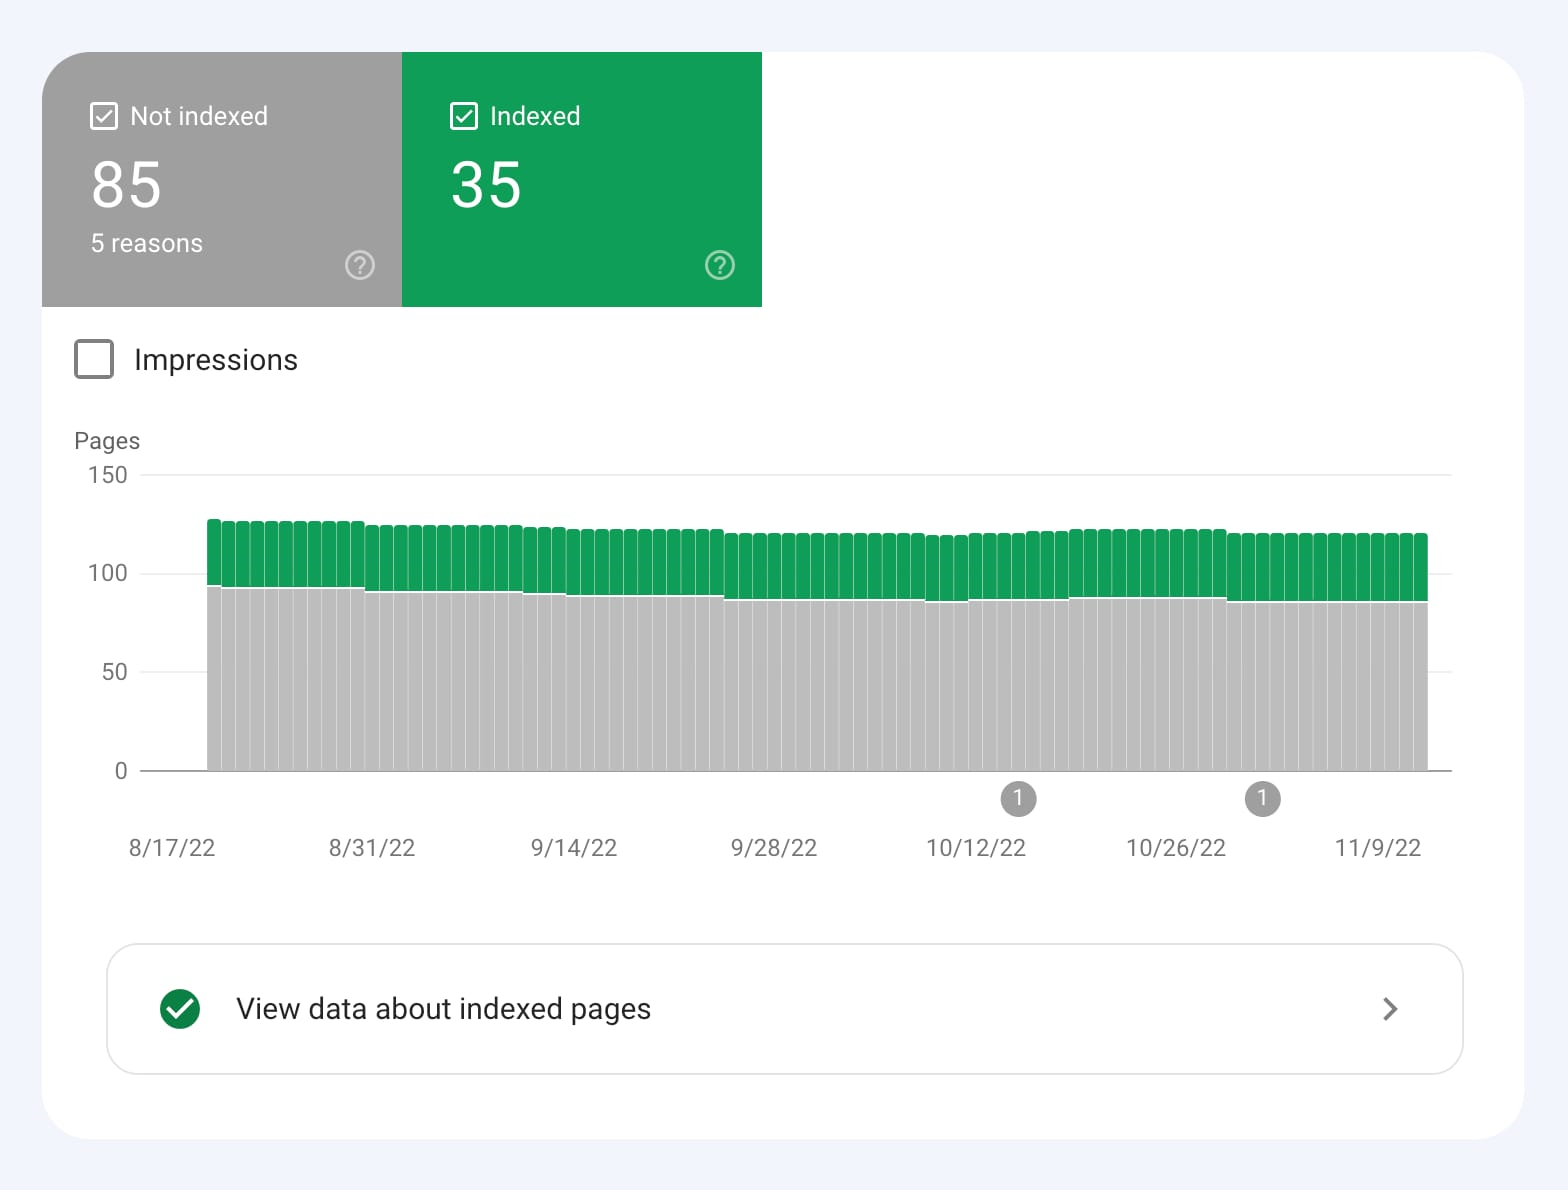 Not indexed
85
5 reasons
?
Indexed
35
?
Impressions
Pages
150
100
50
0
1 1
8/17/22 8/31/22 9/14/22 9/28/22 10/12/22 10/26/22 11/9/22
View data about indexed pages